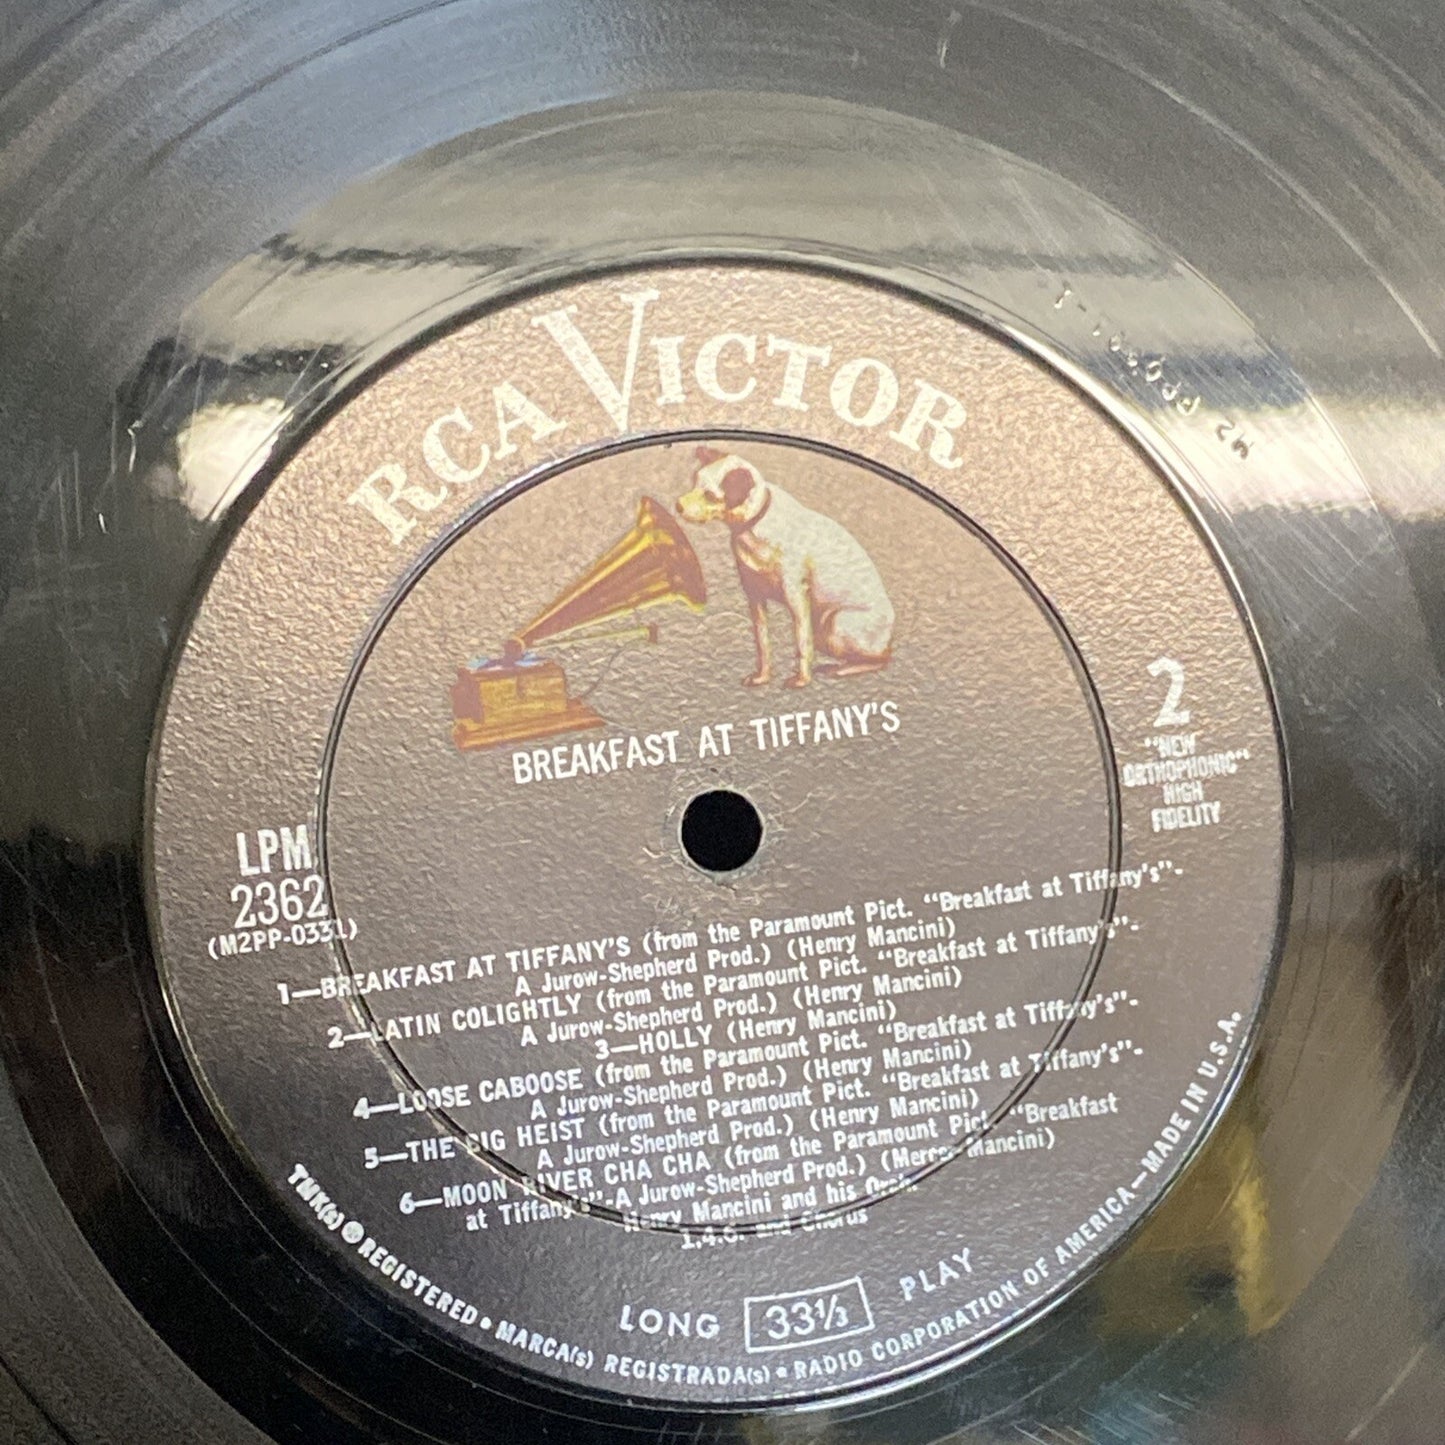 RCA VICTOR
BREAKFAST AT TIFFANY'S
2
"NEW
ORTHOPHONIC"
HIGH
FIDELITY
LPM
2362
(M2PP-0331)
1—BREAKFAST AT TIFFANY'S (from the Paramount Pict. "Breakfast at Tiffany's"-
A Jurow-Shepherd Prod.) (Henry Mancini)
2—LATIN GOLIGHTLY (from the Paramount Pict. "Breakfast at Tiffany's"-
A Jurow-Shepherd Prod.) (Henry Mancini)
3—HOLLY (Henry Mancini)
4—LOOSE CABOOSE (from the Paramount Pict. "Breakfast at Tiffany's"-
A Jurow-Shepherd Prod.) (Henry Mancini)
5—THE BIG HEIST (from the Paramount Pict. "Breakfast at Tiffany's"-
A Jurow-Shepherd Prod.) (Henry Mancini)
6—MOON RIVER CHA CHA (from the Paramount Pict. "Breakfast
at Tiffany's"-A Jurow-Shepherd Prod.) (Mercer-Mancini)
Henry Mancini and his Orch.
1,4,6. and Chorus
LONG 33⅓ PLAY
TMK(s) ® REGISTERED • MARCA(s) REGISTRADA(s) • RADIO CORPORATION OF AMERICA—MADE IN U.S.A.